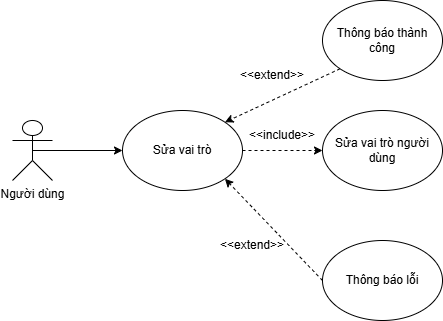 Thông báo thành
công
<<extend>>
<<include>>
Sửa vai trò
Sửa vai trò người
dùng
Người dùng
<<extend>>
Thông báo lỗi